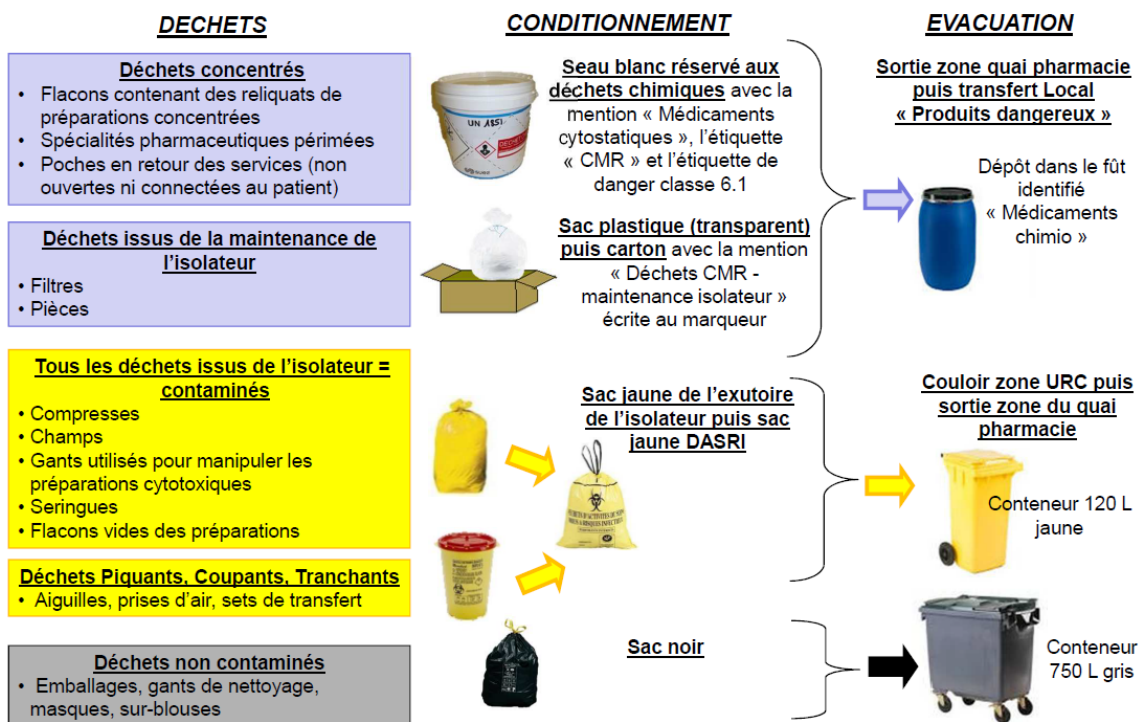 DECHETS
CONDITIONNEMENT
EVACUATION
Déchets concentrés
• Flacons contenant des reliquats de
préparations concentrées
• Spécialités pharmaceutiques périmées
• Poches en retour des services (non
ouvertes ni connectées au patient)
UN 1851
Seau blanc réservé aux
déchets chimiques avec la
mention « Médicaments
cytostatiques », l’étiquette
« CMR » et l’étiquette de
danger classe 6.1
Sortie zone quai pharmacie
puis transfert Local
« Produits dangereux »
Dépôt dans le fût
identifié
« Médicaments
chimio »
Déchets issus de la maintenance de
l’isolateur
• Filtres
• Pièces
Sac plastique (transparent)
puis carton avec la mention
« Déchets CMR -
maintenance isolateur »
écrite au marqueur
Tous les déchets issus de l’isolateur =
contaminés
• Compresses
• Champs
• Gants utilisés pour manipuler les
préparations cytotoxiques
• Seringues
• Flacons vides des préparations
Sac jaune de l’exutoire
de l’isolateur puis sac
jaune DASRI
Couloir zone URC puis
sortie zone du quai
pharmacie
Conteneur 120 L
jaune
Déchets Piquants, Coupants, Tranchants
• Aiguilles, prises d’air, sets de transfert
Déchets non contaminés
• Emballages, gants de nettoyage,
masques, sur-blouses
Sac noir
Conteneur
750 L gris